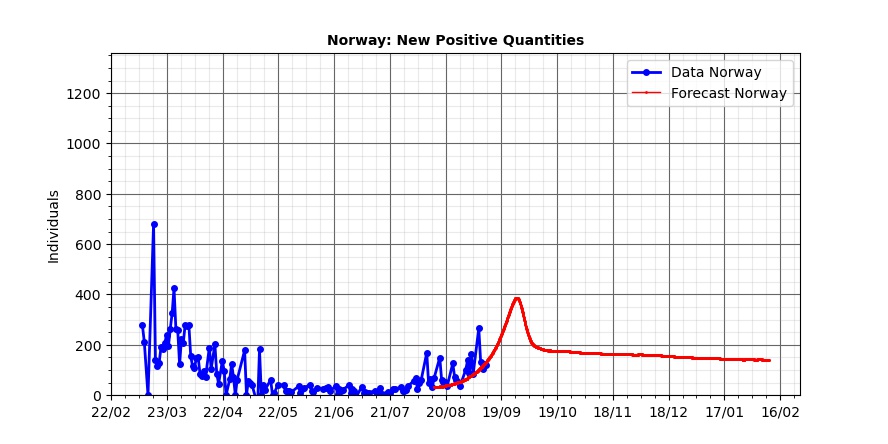 Norway: New Positive Quantities
Data Norway
Forecast Norway
Individuals
1200
1000
800
600
400
200
0
22/02 23/03 22/04 22/05 21/06 21/07 20/08 19/09 19/10 18/11 18/12 17/01 16/02